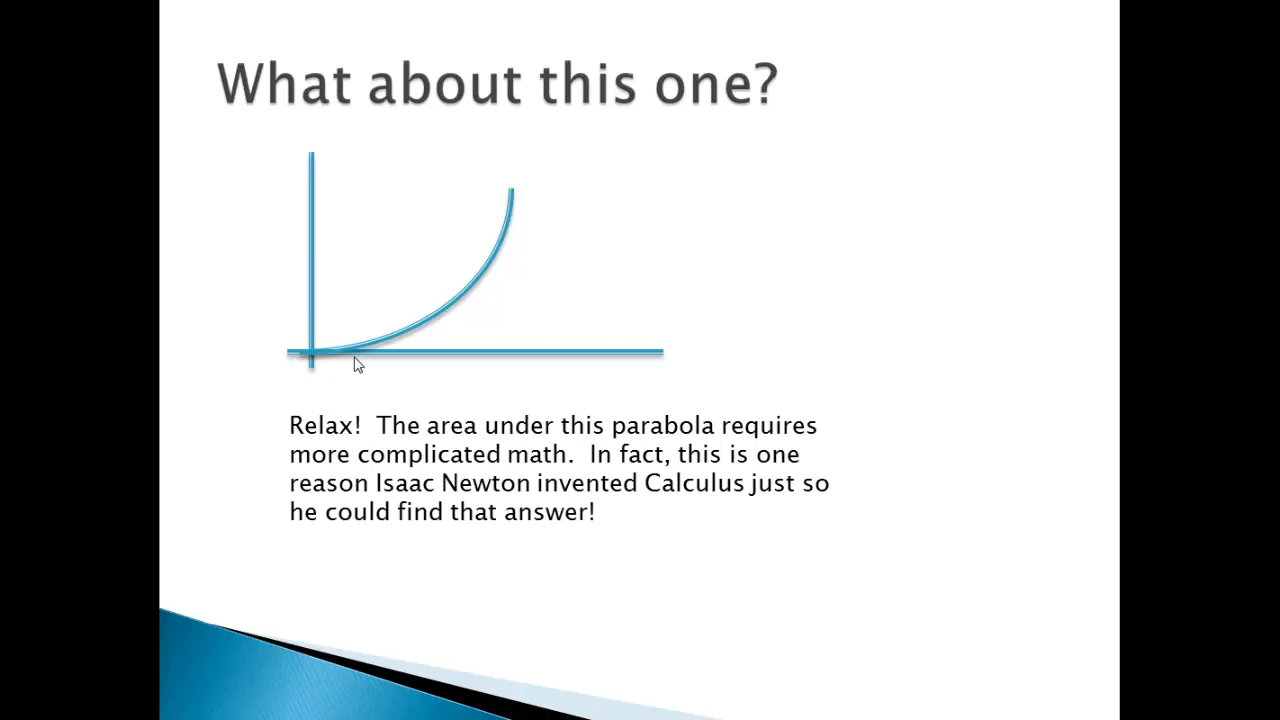 What about this one?
Relax!  The area under this parabola requires
more complicated math.  In fact, this is one
reason Isaac Newton invented Calculus just so
he could find that answer!